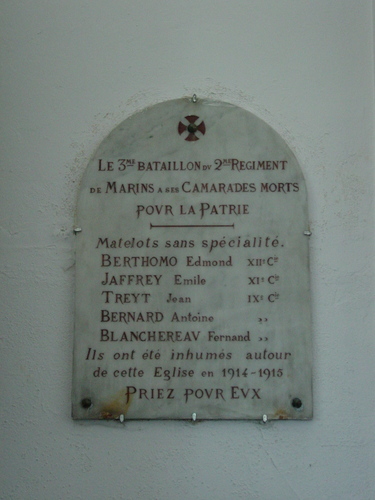 LE 3ME BATAILLON DU 2ME REGIMENT
DE MARINS A SES CAMARADES MORTS
POVR LA PATRIE
Matelots sans spécialité.
BERTHOMO Edmond XIIe Cie
JAFFREY Emile XIe Cie
TREYT Jean IXe Cie
BERNARD Antoine "
BLANCHEREAV Fernand "
Ils ont été inhumés autour
de cette Eglise en 1914-1915
PRIEZ POVR EVX